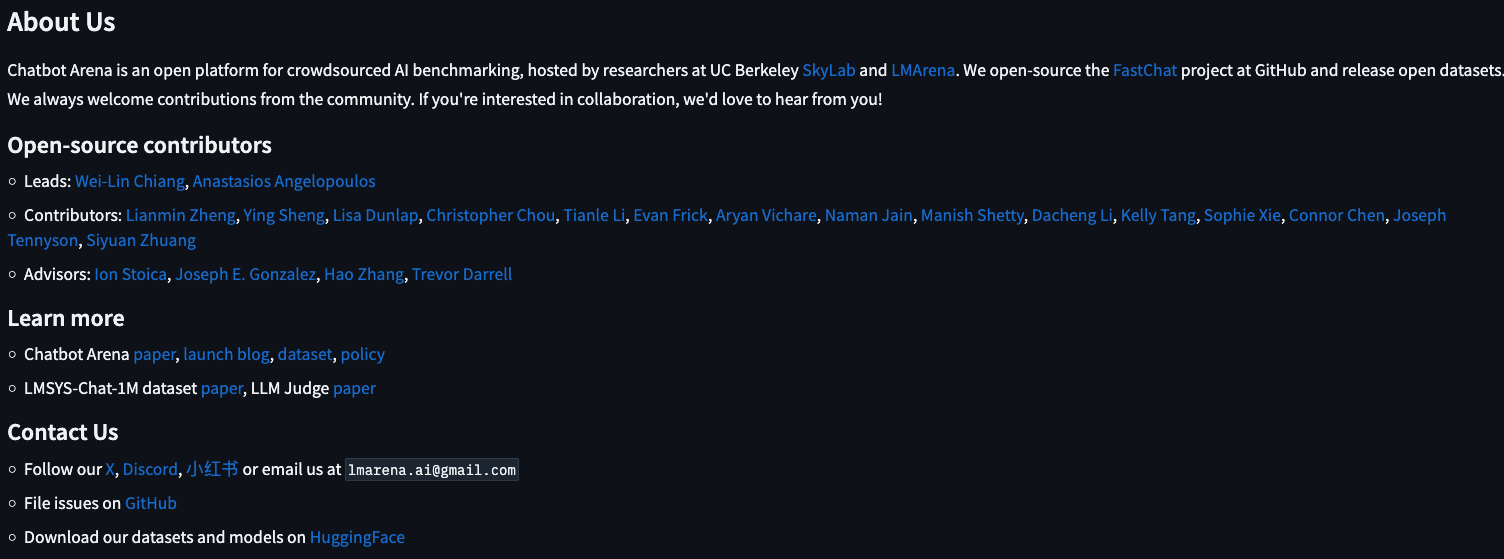 About Us
Chatbot Arena is an open platform for crowdsourced AI benchmarking, hosted by researchers at UC Berkeley SkyLab and LMArena. We open-source the FastChat project at GitHub and release open datasets.
We always welcome contributions from the community. If you're interested in collaboration, we'd love to hear from you!
Open-source contributors
○ Leads: Wei-Lin Chiang, Anastasios Angelopoulos
○ Contributors: Lianmin Zheng, Ying Sheng, Lisa Dunlap, Christopher Chou, Tianle Li, Evan Frick, Aryan Vichare, Naman Jain, Manish Shetty, Dacheng Li, Kelly Tang, Sophie Xie, Connor Chen, Joseph
Tennyson, Siyuan Zhuang
○ Advisors: Ion Stoica, Joseph E. Gonzalez, Hao Zhang, Trevor Darrell
Learn more
○ Chatbot Arena paper, launch blog, dataset, policy
○ LMSYS-Chat-1M dataset paper, LLM Judge paper
Contact Us
○ Follow our X, Discord, 小红书 or email us at lmarena.ai@gmail.com
○ File issues on GitHub
○ Download our datasets and models on HuggingFace